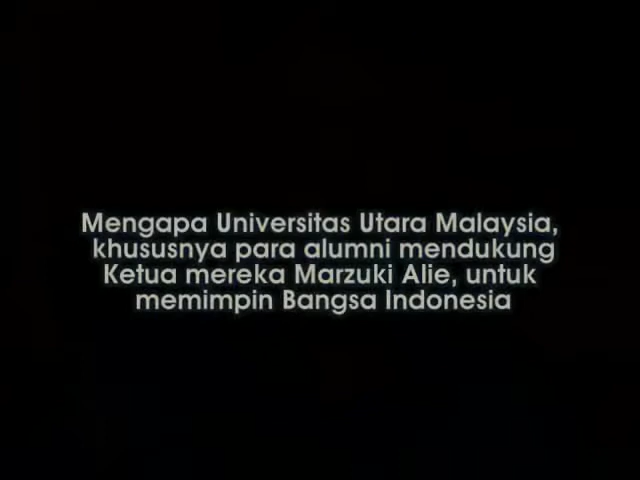 Mengapa Universitas Utara Malaysia,
khususnya para alumni mendukung
Ketua mereka Marzuki Alie, untuk
memimpin Bangsa Indonesia